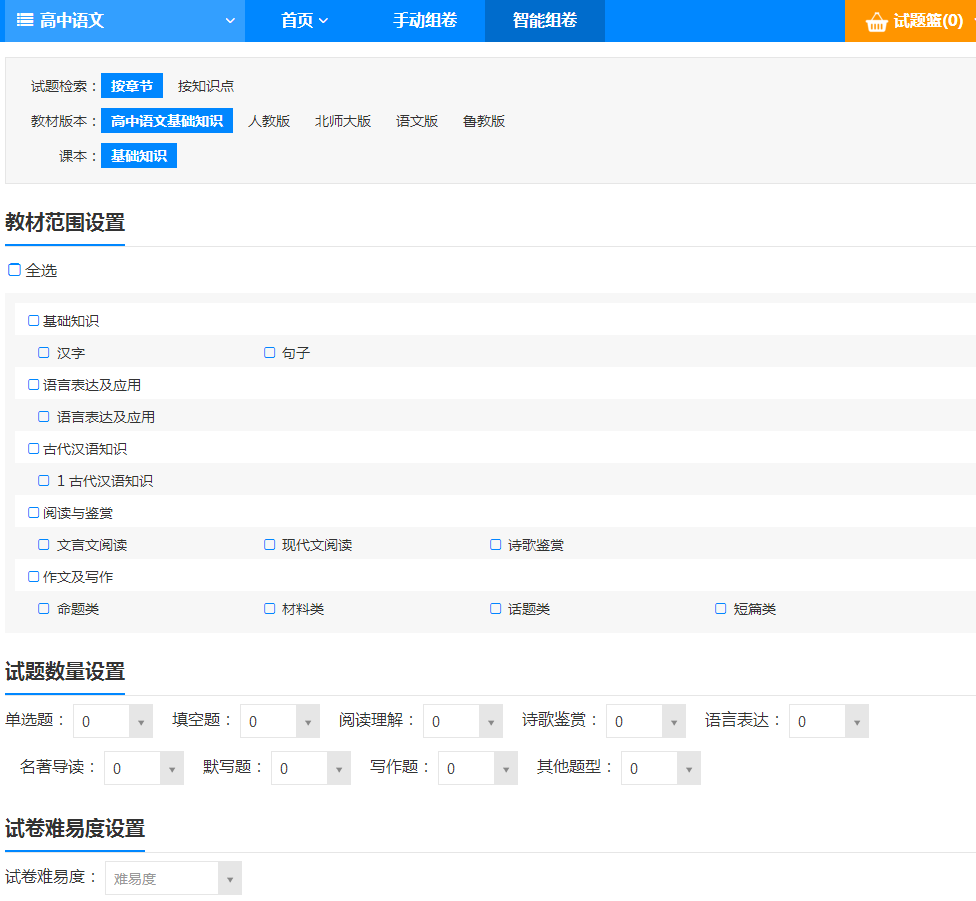 高中语文 首页 手动组卷 智能组卷 试题篮(0)
试题检索： 按章节 按知识点
教材版本： 高中语文基础知识 人教版 北师大版 语文版 鲁教版
课本： 基础知识
教材范围设置
全选
基础知识
汉字 句子
语言表达及应用
语言表达及应用
古代汉语知识
1 古代汉语知识
阅读与鉴赏
文言文阅读 现代文阅读 诗歌鉴赏
作文及写作
命题类 材料类 话题类 短篇类
试题数量设置
单选题： 0 填空题： 0 阅读理解： 0 诗歌鉴赏： 0 语言表达： 0
名著导读： 0 默写题： 0 写作题： 0 其他题型： 0
试卷难易度设置
试卷难易度： 难易度